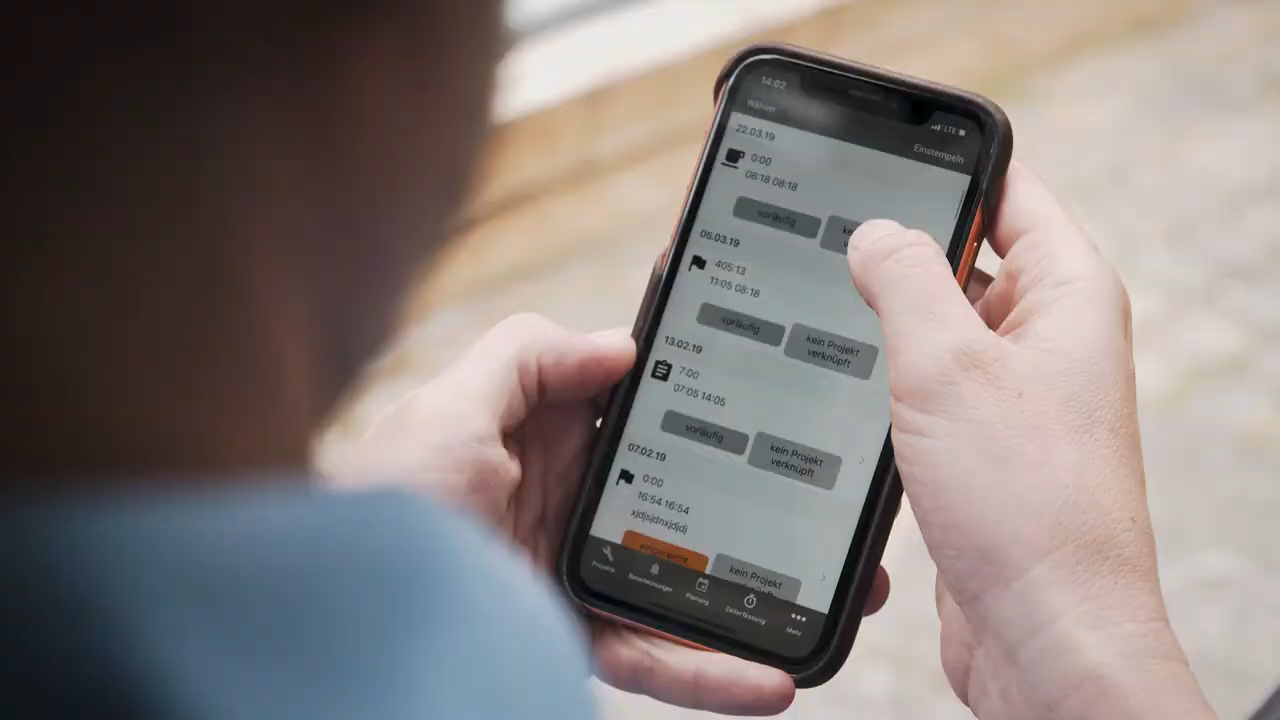 14:02
LTE
Wählen
Einstempeln
22.03.19
0:00
08:18 08:18
vorläufig
05.03.19
405:13
11:05 08:18
vorläufig
kein Projekt
verknüpft
13.02.19
7:00
07:05 14:05
vorläufig
kein Projekt
verknüpft
07.02.19
0:00
16:54 16:54
xjdjsjdnxjdjdj
eingereicht
kein Projekt
Projekte
Planung
Zeiterfassung
Mehr